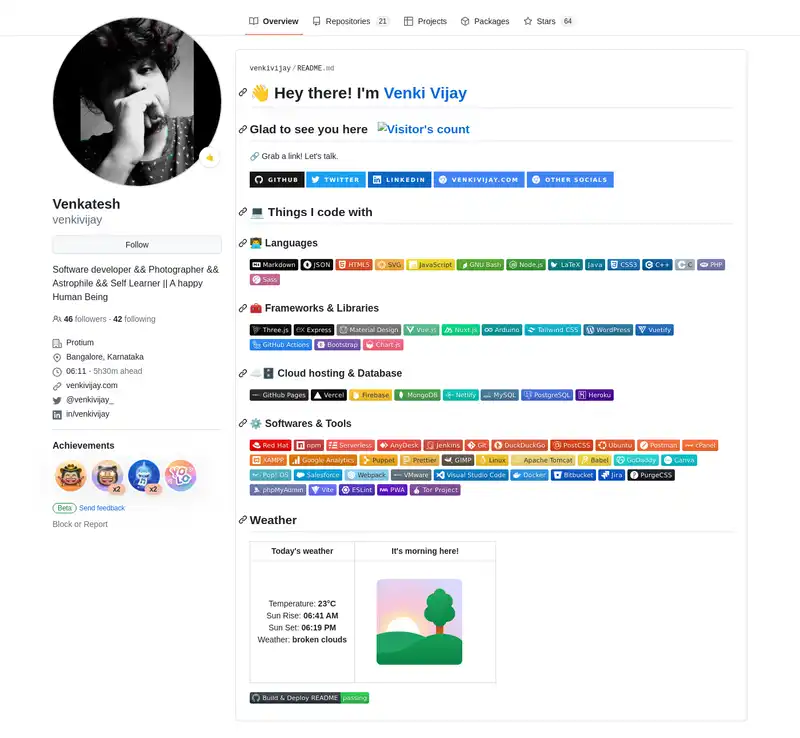 Overview
Repositories 21
Projects
Packages
Stars 64
Venkatesh
venkivijay
Follow
Software developer && Photographer &&
Astrophile && Self Learner || A happy
Human Being
46 followers · 42 following
Protium
Bangalore, Karnataka
06:11 - 5h30m ahead
venkivijay.com
@venkivijay_
in/venkivijay
Achievements
x2
x2
YOLO
Beta Send feedback
Block or Report
venkivijay/README.md
👋 Hey there! I'm Venki Vijay
Glad to see you here Visitor's count
🔗 Grab a link! Let's talk.
GITHUB TWITTER LINKEDIN VENKIVIJAY.COM OTHER SOCIALS
💻 Things I code with
👨‍💻 Languages
Markdown JSON HTML5 SVG JavaScript GNU Bash Node.js LaTeX Java CSS3 C++ C PHP
Sass
🧰 Frameworks & Libraries
Three.js Express Material Design Vue.js Nuxt.js Arduino Tailwind CSS WordPress Vuetify
GitHub Actions Bootstrap Chart.js
☁️🗄️ Cloud hosting & Database
GitHub Pages Vercel Firebase MongoDB Netlify MySQL PostgreSQL Heroku
⚙️ Softwares & Tools
Red Hat npm Serverless AnyDesk Jenkins Git DuckDuckGo PostCSS Ubuntu Postman cPanel
XAMPP Google Analytics Puppet Prettier GIMP Linux Apache Tomcat Babel GoDaddy Canva
Pop!_OS Salesforce Webpack VMware Visual Studio Code Docker Bitbucket Jira PurgeCSS
phpMyAdmin Vite ESLint PWA Tor Project
Weather
Today's weather
It's morning here!
Temperature: 23°C
Sun Rise: 06:41 AM
Sun Set: 06:19 PM
Weather: broken clouds
Build & Deploy README passing